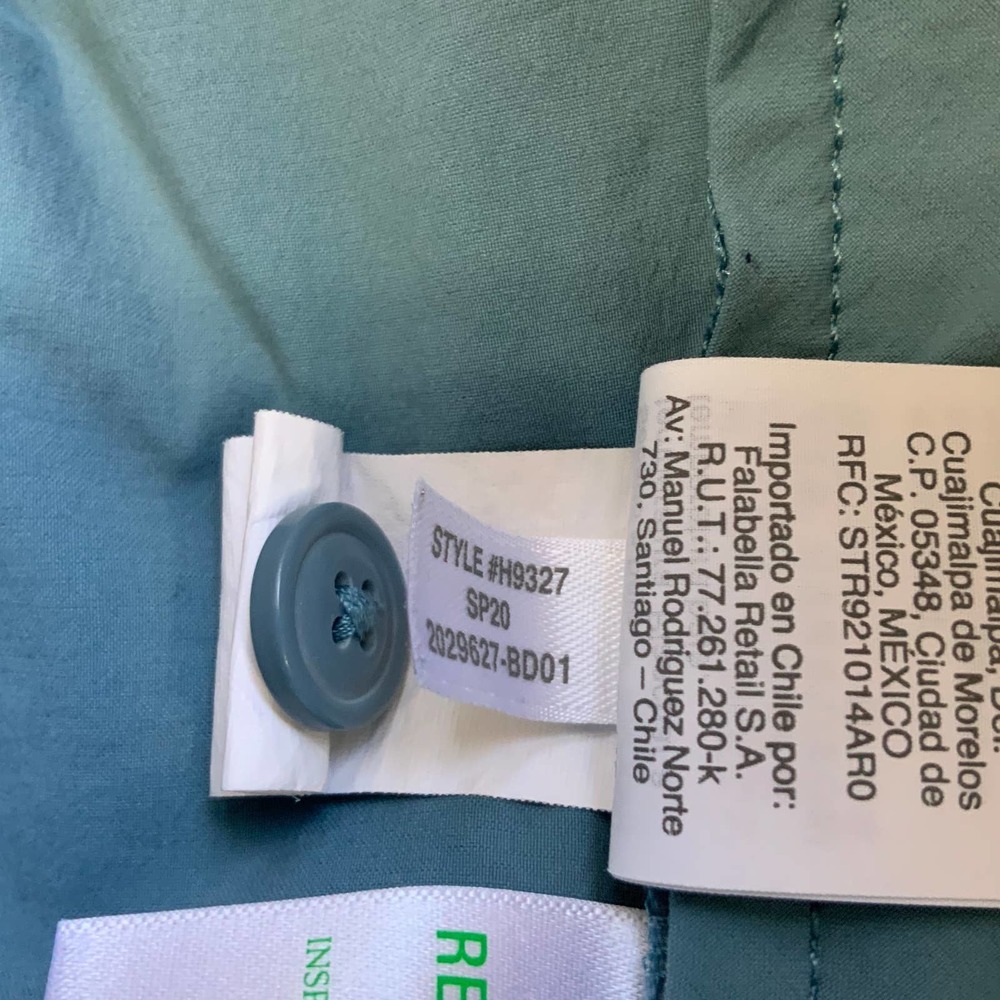 STYLE #H9327
SP20
2029627-BD01
Cuajimalpa de Morelos
C.P. 05348, Ciudad de
México, MÉXICO
RFC: STR921014AR0
Importado en Chile por:
Falabella Retail S.A.
R.U.T.: 77.261.280-k
Av: Manuel Rodriguez Norte
730, Santiago – Chile